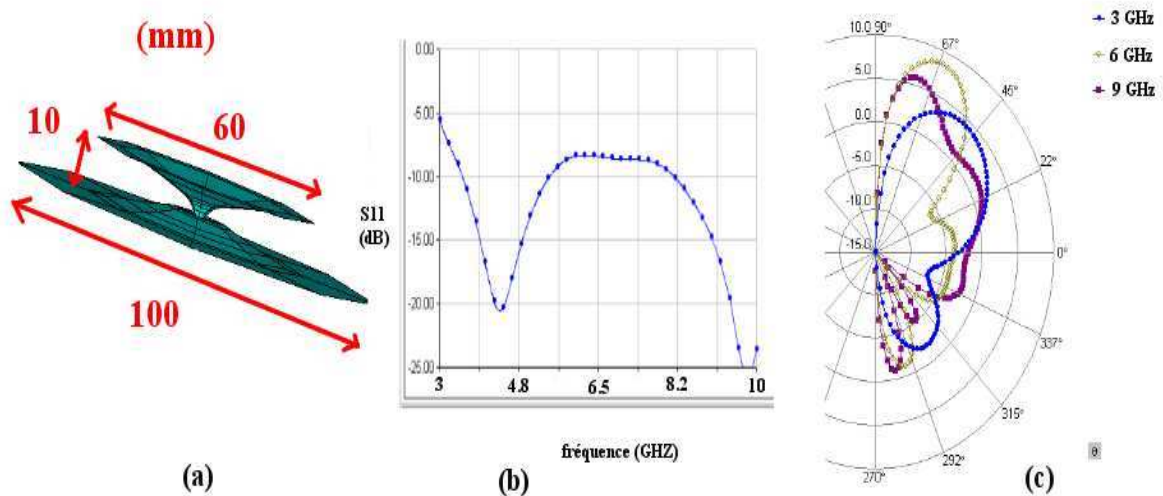 (mm)
10
60
100
(a)
0.00
-5.00
-10.00
-15.00
-20.00
-25.00
S11
(dB)
3
4.8
6.5
8.2
10
fréquence (GHZ)
(b)
10.0
5.0
0.0
-5.0
-10.0
-15.0
90°
67°
45°
22°
0°
337°
315°
292°
270°
θ
3 GHz
6 GHz
9 GHz
(c)